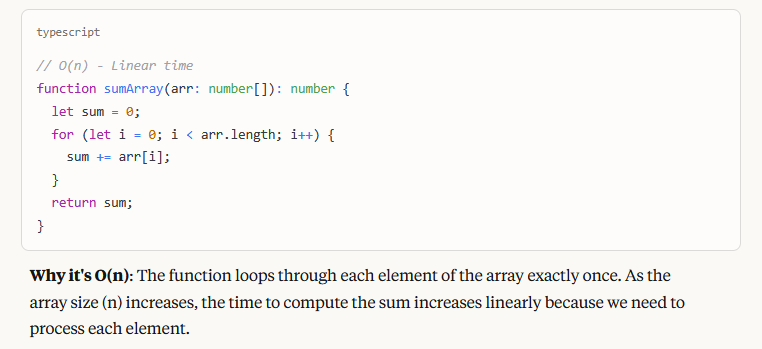 typescript
// O(n) - Linear time
function sumArray(arr: number[]): number {
  let sum = 0;
  for (let i = 0; i < arr.length; i++) {
    sum += arr[i];
  }
  return sum;
}
Why it's O(n): The function loops through each element of the array exactly once. As the
array size (n) increases, the time to compute the sum increases linearly because we need to
process each element.